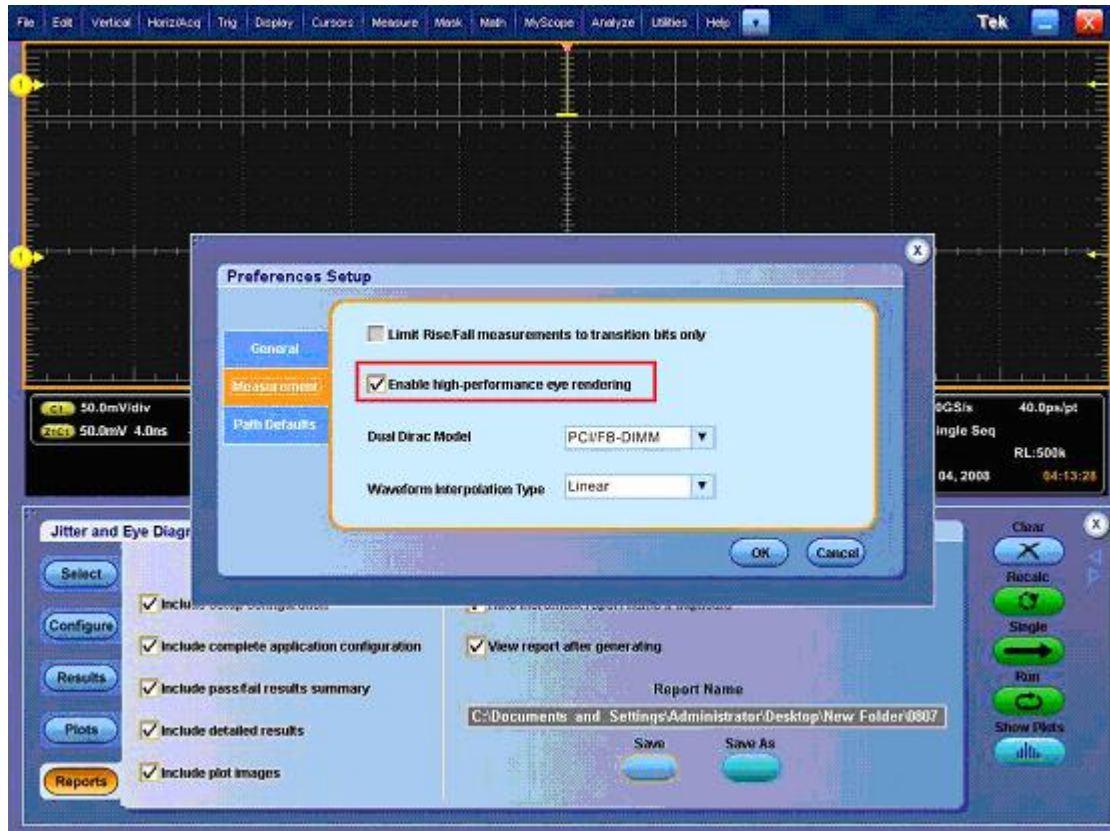 File Edit Vertical Horiz/Acq Trig Display Cursors Measure Mask Math MyScope Analyze Utilities Help Tek
1
1
Preferences Setup
General
Measurement
Path Defaults
Limit Rise/Fall measurements to transition bits only
Enable high-performance eye rendering
Dual Dirac Model PCI/FB-DIMM
Waveform Interpolation Type Linear
OK Cancel
C1 50.0mV/div
Z1C1 50.0mV 4.0ns
0GS/s 40.0ps/pt
ingle Seq
RL:500k
04, 2008 04:13:28
Jitter and Eye Diagr
Select
Configure
Results
Plots
Reports
Include complete application configuration
Include pass/fail results summary
Include detailed results
Include plot images
View report after generating
Report Name
C:\Documents and Settings\Administrator\Desktop\New Folder\0807
Save Save As
Clear
Recalc
Single
Run
Show Plots